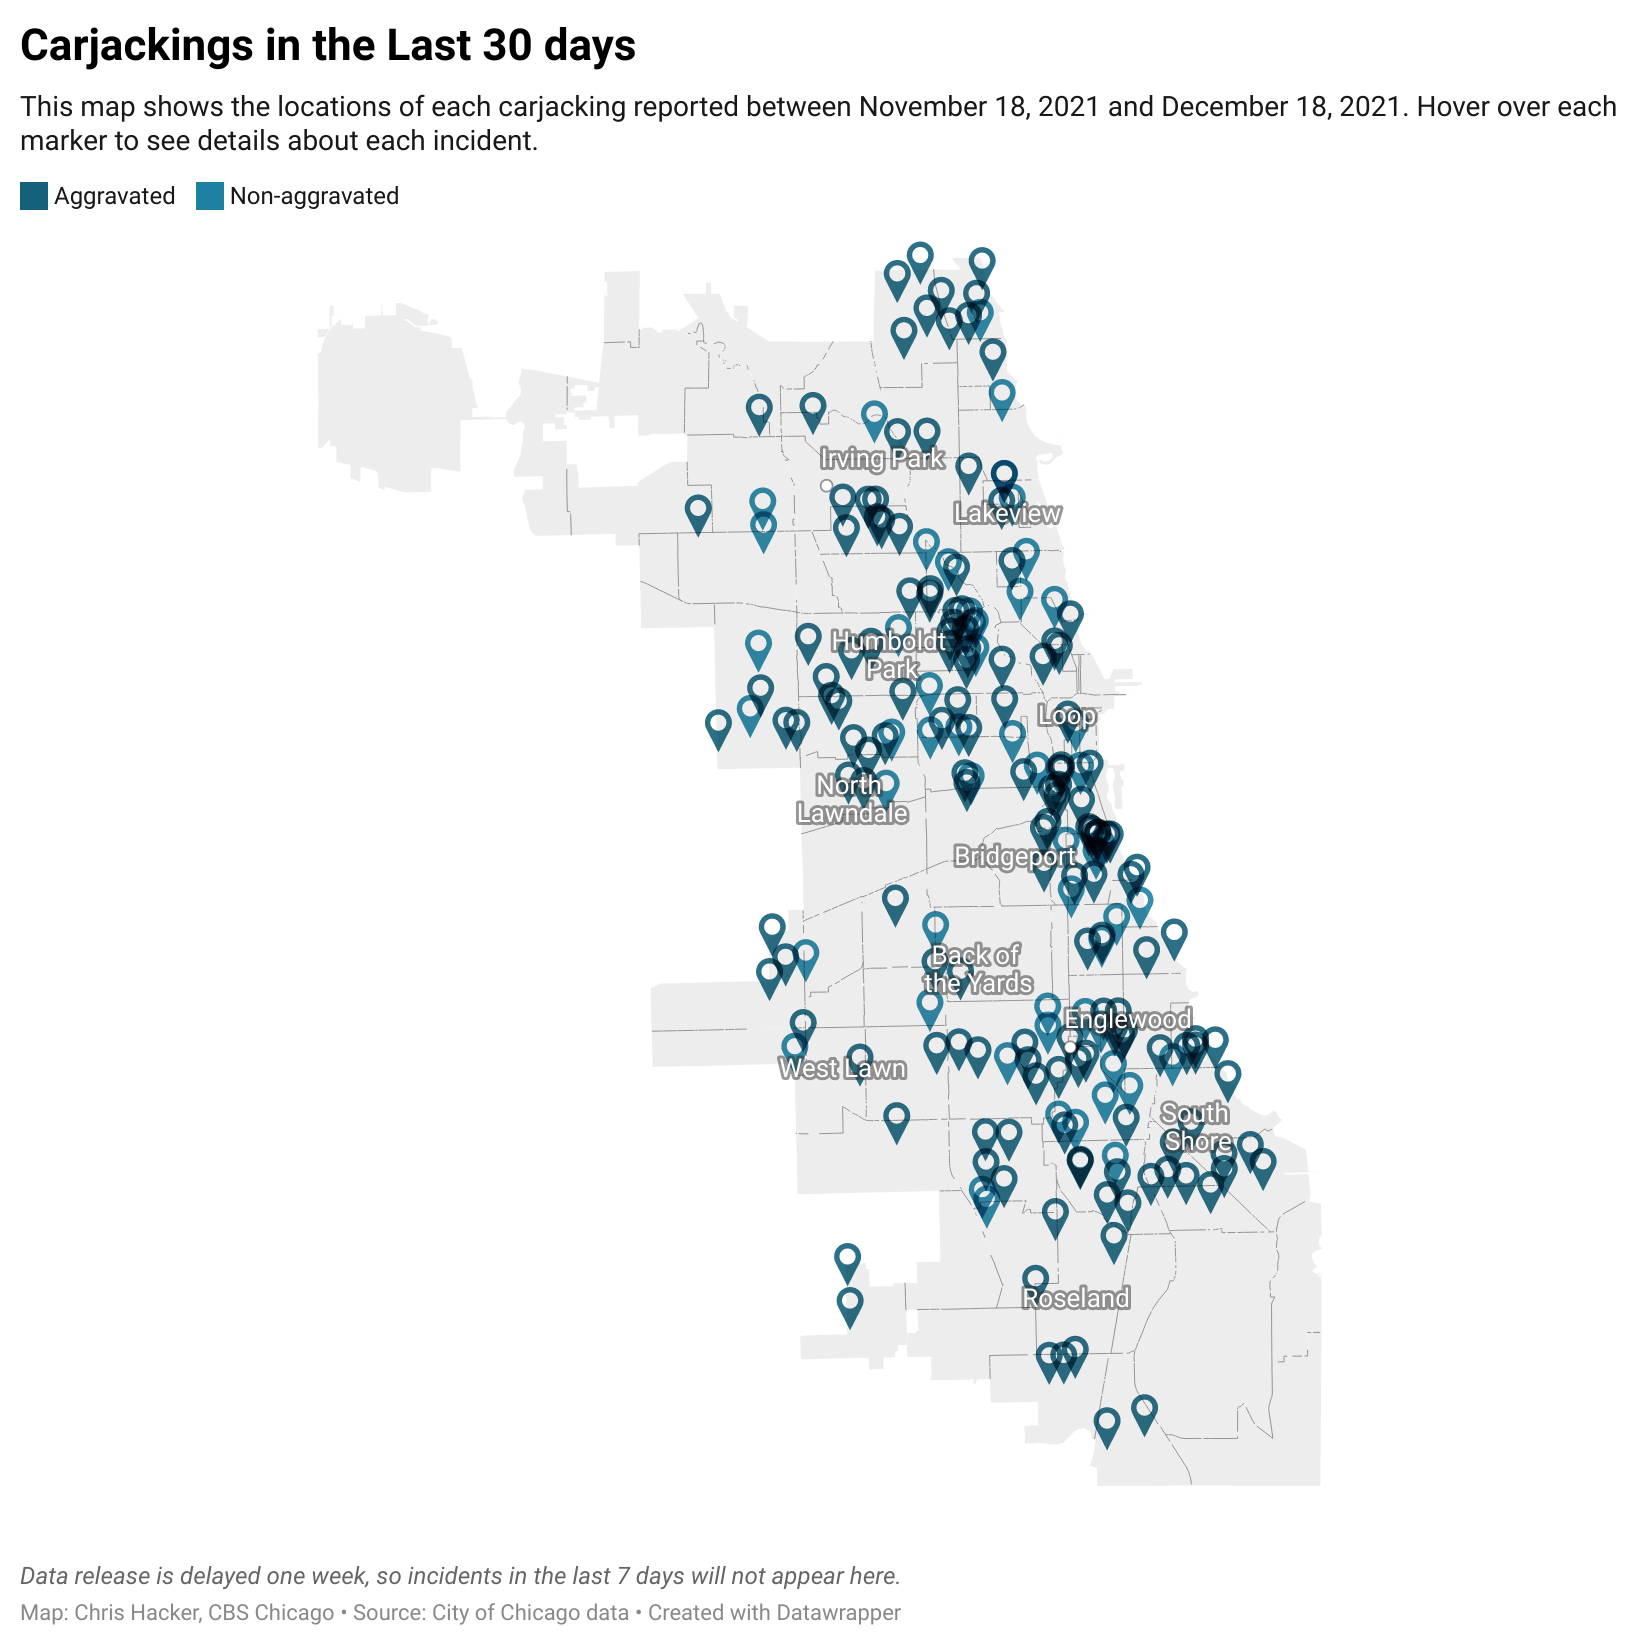 Carjackings in the Last 30 days
This map shows the locations of each carjacking reported between November 18, 2021 and December 18, 2021. Hover over each
marker to see details about each incident.
Aggravated Non-aggravated
Irving Park
Lakeview
Humboldt
Park
Loop
North
Lawndale
Bridgeport
Back of
the Yards
Englewood
West Lawn
South
Shore
Roseland
Data release is delayed one week, so incidents in the last 7 days will not appear here.
Map: Chris Hacker, CBS Chicago • Source: City of Chicago data • Created with Datawrapper